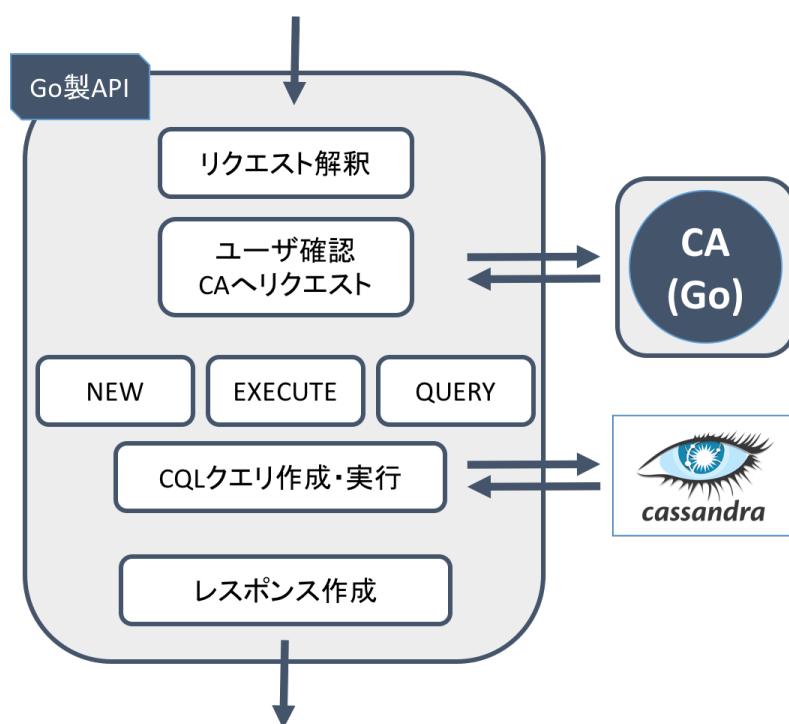 Go製API
リクエスト解釈
ユーザ確認
CAへリクエスト
CA
(Go)
NEW
EXECUTE
QUERY
CQLクエリ作成・実行
cassandra
レスポンス作成